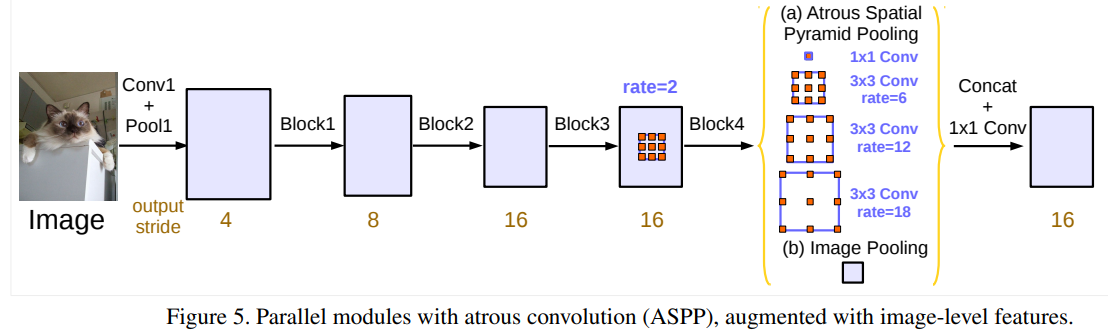 (a) Atrous Spatial
Pyramid Pooling
Conv1
+
Pool1
Block1
Block2
Block3
rate=2
Block4
1x1 Conv
3x3 Conv
rate=6
3x3 Conv
rate=12
3x3 Conv
rate=18
(b) Image Pooling
Concat
+
1x1 Conv
Image
output
stride
4
8
16
16
16
Figure 5. Parallel modules with atrous convolution (ASPP), augmented with image-level features.